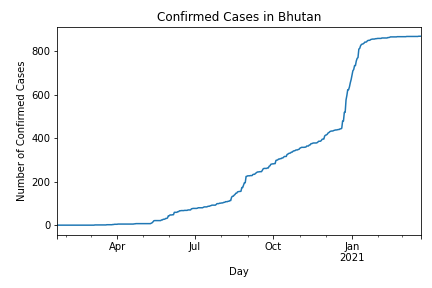 Confirmed Cases in Bhutan
Number of Confirmed Cases
800
600
400
200
0
Apr
Jul
Oct
Jan
2021
Day